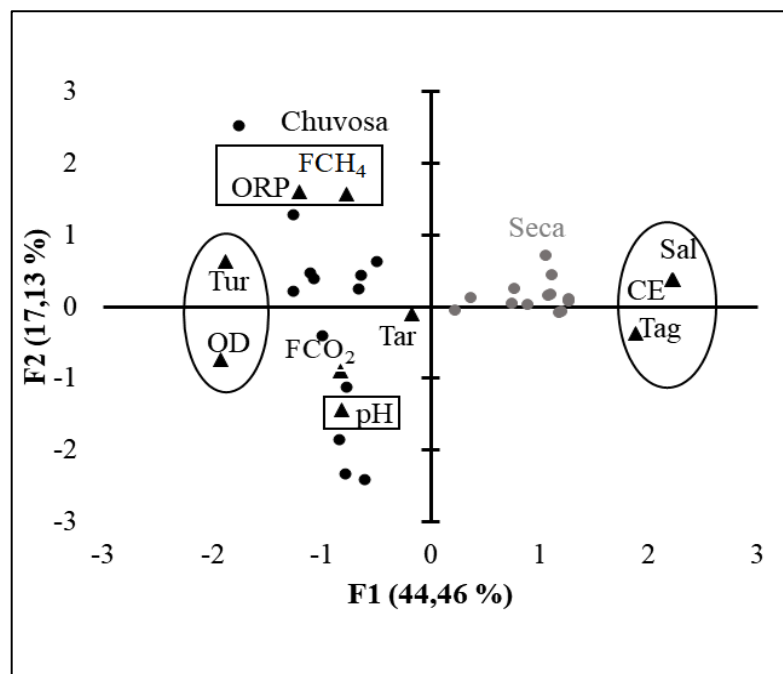 3
Chuvosa
FCH₄
2
ORP
Seca
1
Sal
Tur
CE
0
Tag
OD
FCO₂
Tar
-1
pH
-2
-3
-3
-2
-1
0
1
2
3
F1 (44,46 %)
F2 (17,13 %)